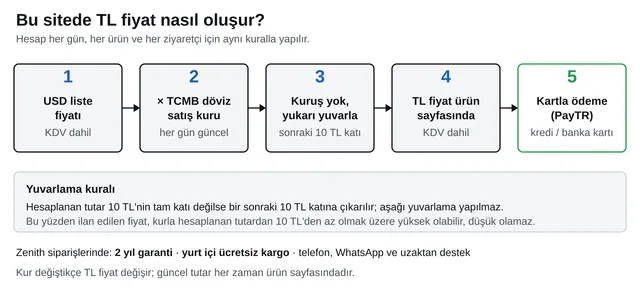 Bu sitede TL fiyat nasıl oluşur?
Hesap her gün, her ürün ve her ziyaretçi için aynı kuralla yapılır.
1
USD liste
fiyatı
KDV dahil
2
× TCMB döviz
satış kuru
her gün güncel
3
Kuruş yok,
yukarı yuvarla
sonraki 10 TL katı
4
TL fiyat ürün
sayfasında
KDV dahil
5
Kartla ödeme
(PayTR)
kredi / banka kartı
Yuvarlama kuralı
Hesaplanan tutar 10 TL'nin tam katı değilse bir sonraki 10 TL katına çıkarılır; aşağı yuvarlama yapılmaz.
Bu yüzden ilan edilen fiyat, kurla hesaplanan tutardan 10 TL'den az olmak üzere yüksek olabilir, düşük olamaz.
Zenith siparişlerinde: 2 yıl garanti · yurt içi ücretsiz kargo · telefon, WhatsApp ve uzaktan destek
Kur değiştikçe TL fiyat değişir; güncel tutar her zaman ürün sayfasındadır.